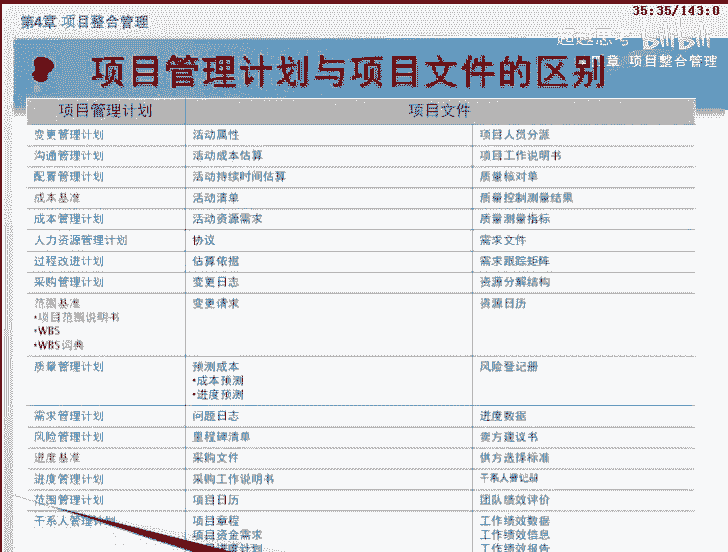 35:35/143:0
第4章 项目整合管理
超越思考 bilibili
章 项目整合管理
项目管理计划与项目文件的区别
项目管理计划 项目文件
变更管理计划 活动属性 项目人员分派
沟通管理计划 活动成本估算 项目工作说明书
配置管理计划 活动持续时间估算 质量核对单
成本基准 活动清单 质量控制测量结果
成本管理计划 活动资源需求 质量测量指标
人力资源管理计划 协议 需求文件
过程改进计划 估算依据 需求跟踪矩阵
采购管理计划 变更日志 资源分解结构
范围基准 变更请求 资源日历
•项目范围说明书
•WBS
•WBS词典
质量管理计划 预测成本 风险登记册
•成本预测
•进度预测
需求管理计划 问题日志 进度数据
风险管理计划 里程碑清单 卖方建议书
进度基准 采购文件 供方选择标准
进度管理计划 采购工作说明书 干系人登记册
范围管理计划 项目日历 团队绩效评价
干系人管理计划 项目章程 工作绩效数据
项目资金需求 工作绩效信息
计划 工作绩效报告